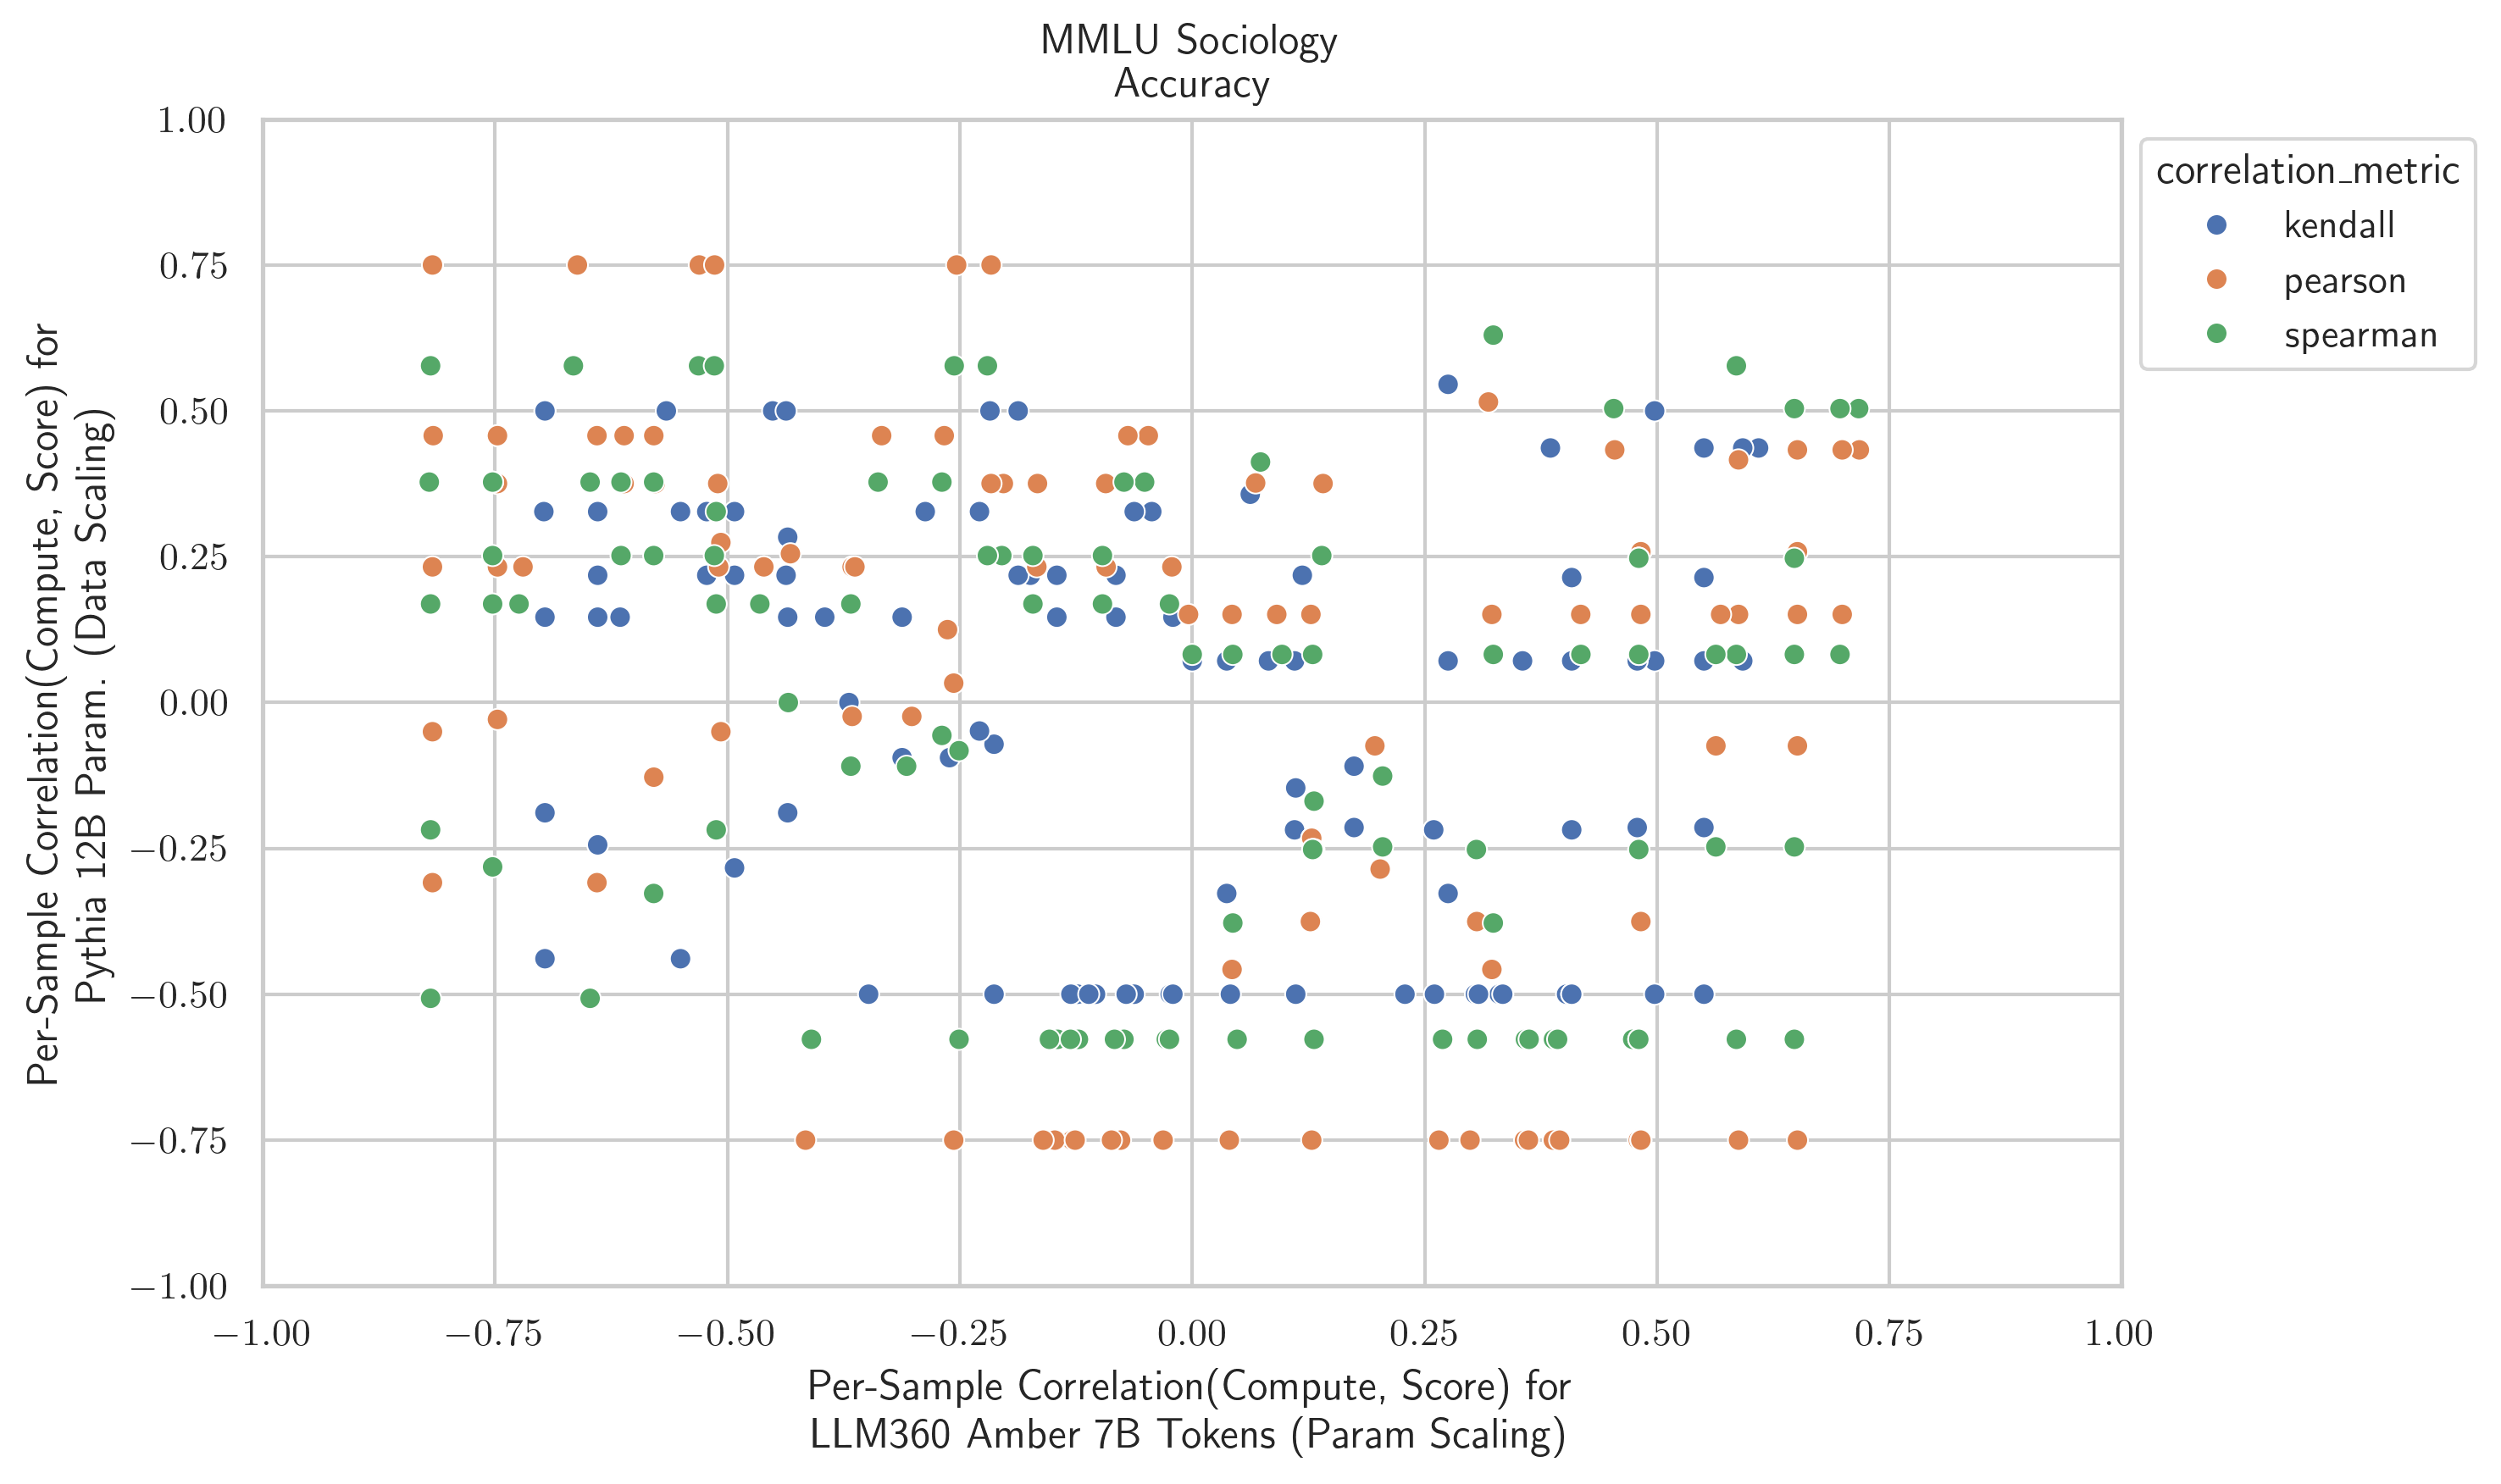 MMLU Sociology
Accuracy
1.00
0.75
0.50
0.25
0.00
−0.25
−0.50
−0.75
−1.00
Per-Sample Correlation(Compute, Score) for
Pythia 12B Param. (Data Scaling)
−1.00 −0.75 −0.50 −0.25 0.00 0.25 0.50 0.75 1.00
Per-Sample Correlation(Compute, Score) for
LLM360 Amber 7B Tokens (Param Scaling)
correlation_metric
kendall
pearson
spearman